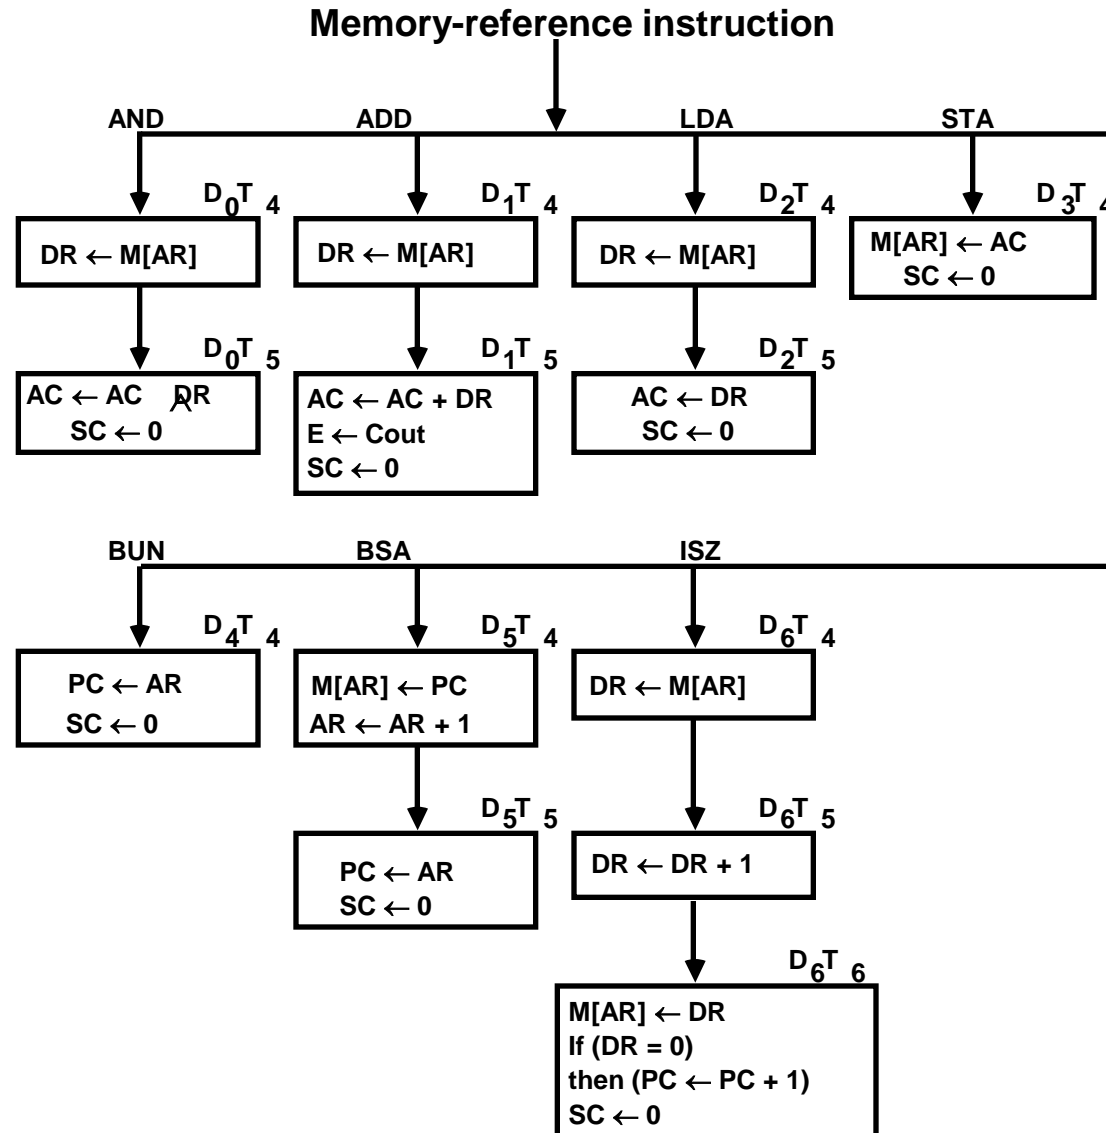 Memory-reference instruction
AND ADD LDA STA
D0T 4 D1T 4 D2T 4 D3T 4
DR ← M[AR] DR ← M[AR] DR ← M[AR] M[AR] ← AC
SC ← 0
D0T 5 D1T 5 D2T 5
AC ← AC ∧ DR AC ← AC + DR AC ← DR
SC ← 0 E ← Cout SC ← 0
SC ← 0
BUN BSA ISZ
D4T 4 D5T 4 D6T 4
PC ← AR M[AR] ← PC DR ← M[AR]
SC ← 0 AR ← AR + 1
D5T 5 D6T 5
PC ← AR DR ← DR + 1
SC ← 0
D6T 6
M[AR] ← DR
If (DR = 0)
then (PC ← PC + 1)
SC ← 0